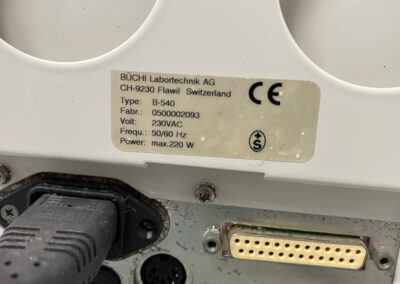 BÜCHI Labortechnik AG
CH-9230 Flawil Switzerland
Type: B-540
Fabr.: 0500002093
Volt: 230VAC
Frequ.: 50/60 Hz
Power: max.220 W
CE
+S